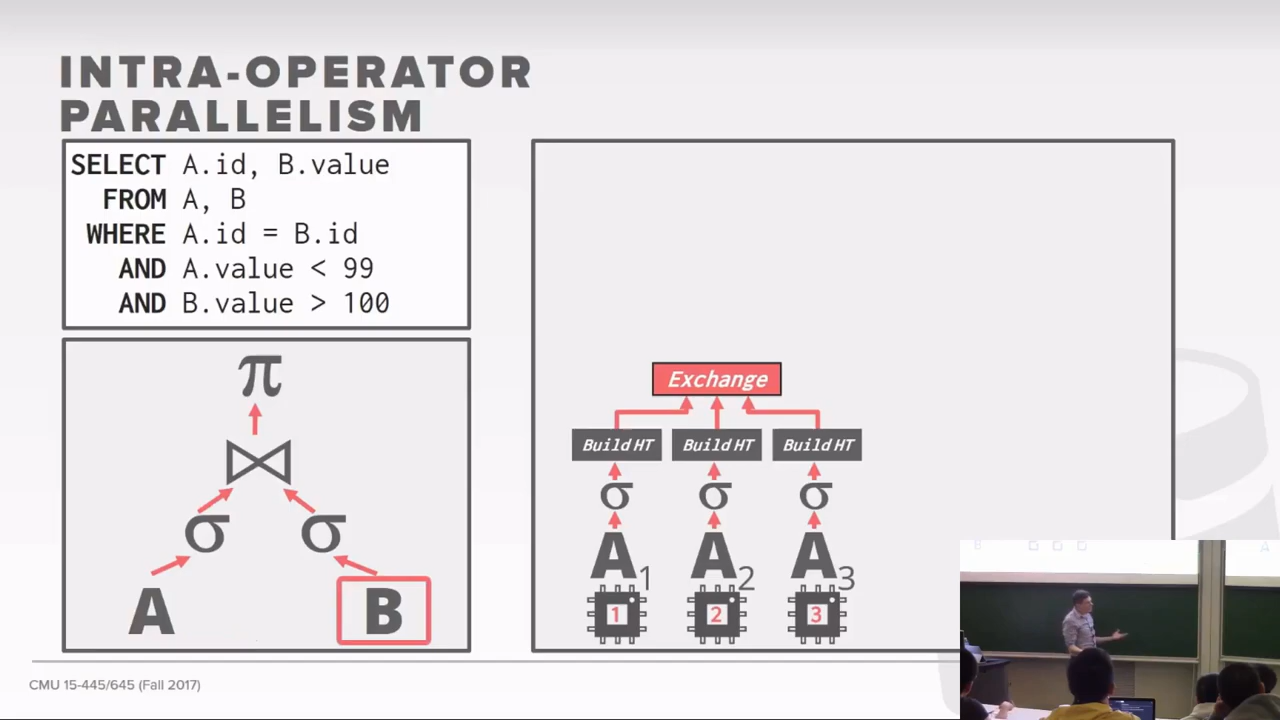 INTRA-OPERATOR
PARALLELISM
SELECT A.id, B.value
FROM A, B
WHERE A.id = B.id
AND A.value < 99
AND B.value > 100
π
⋈
σ σ
A B
Exchange
Build HT Build HT Build HT
σ σ σ
A1 A2 A3
1 2 3
CMU 15-445/645 (Fall 2017)